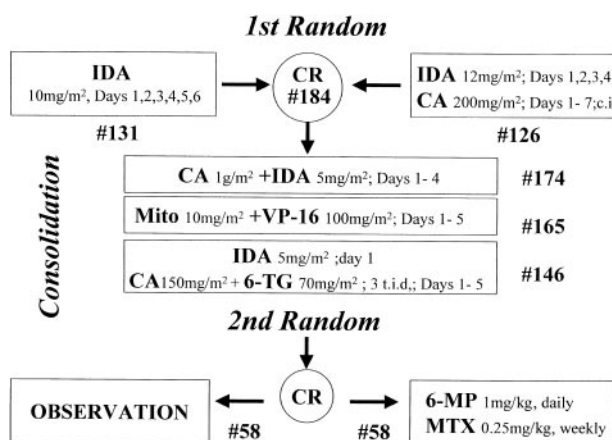 1st Random
IDA
10mg/m², Days 1,2,3,4,5,6
CR
#184
IDA 12mg/m²; Days 1,2,3,4
CA 200mg/m²; Days 1- 7;c.i
#131
#126
CA 1g/m² +IDA 5mg/m²; Days 1- 4
#174
Mito 10mg/m² +VP-16 100mg/m²; Days 1- 5
#165
IDA 5mg/m² ;day 1
CA150mg/m² + 6-TG 70mg/m² ; 3 t.i.d,; Days 1- 5
#146
Consolidation
2nd Random
CR
OBSERVATION
6-MP 1mg/kg, daily
MTX 0.25mg/kg, weekly
#58
#58